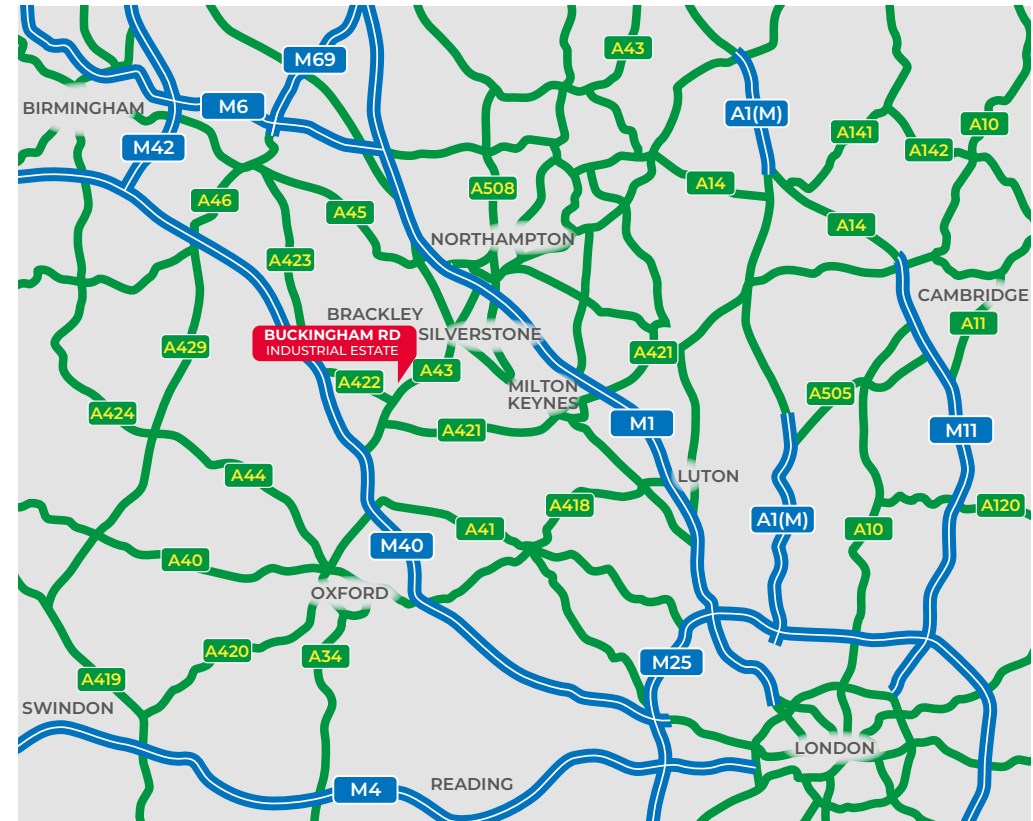 A43
M69
BIRMINGHAM
M6
A1(M)
A141
A10
M42
A142
A508
A14
A46
A45
A14
NORTHAMPTON
A423
CAMBRIDGE
BRACKLEY
A11
BUCKINGHAM RD
INDUSTRIAL ESTATE
SILVERSTONE
A429
A421
A43
A422
MILTON
KEYNES
A505
A424
M1
A421
M11
A44
LUTON
A418
A120
A1(M)
A41
A10
M40
A40
OXFORD
A420
A34
M25
A419
SWINDON
LONDON
READING
M4